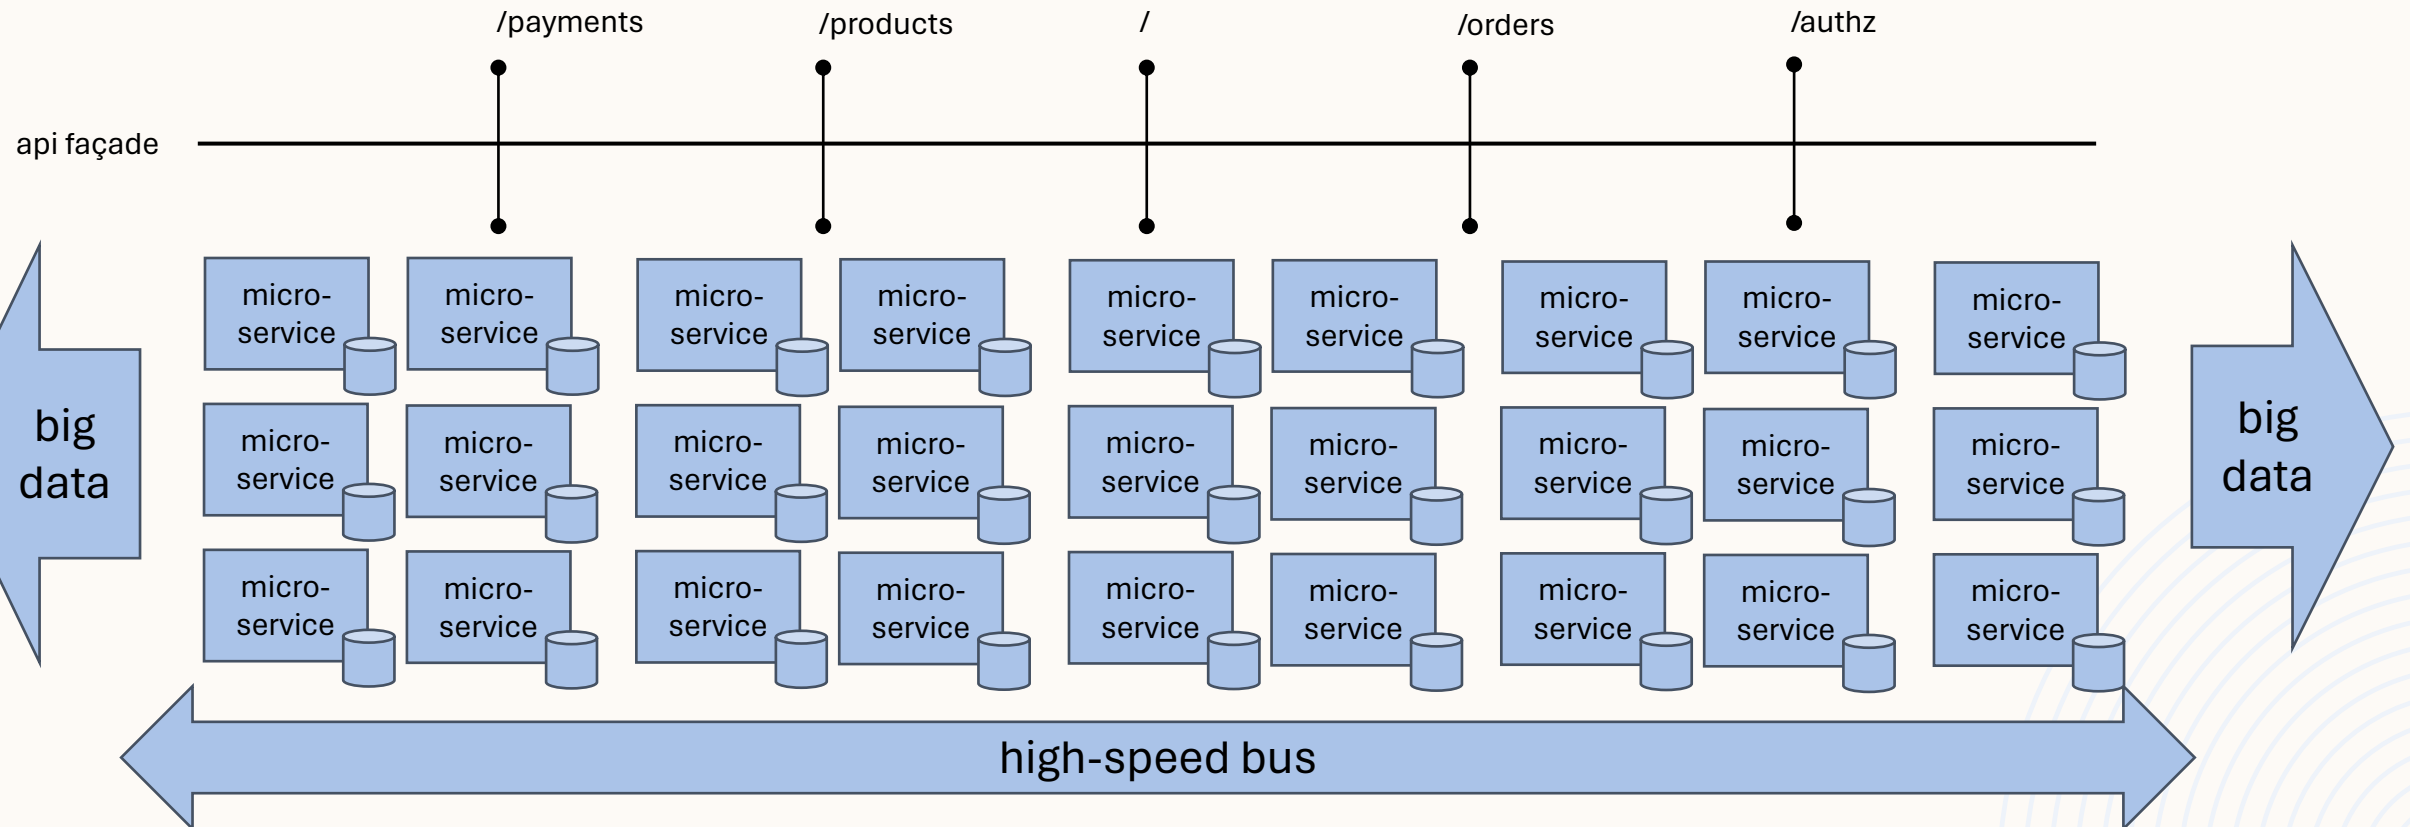 /payments
/products
/
/orders
/authz
api façade
micro-
service
micro-
service
micro-
service
micro-
service
micro-
service
micro-
service
micro-
service
micro-
service
micro-
service
big
data
micro-
service
micro-
service
micro-
service
micro-
service
micro-
service
micro-
service
micro-
service
micro-
service
micro-
service
big
data
micro-
service
micro-
service
micro-
service
micro-
service
micro-
service
micro-
service
micro-
service
micro-
service
micro-
service
high-speed bus